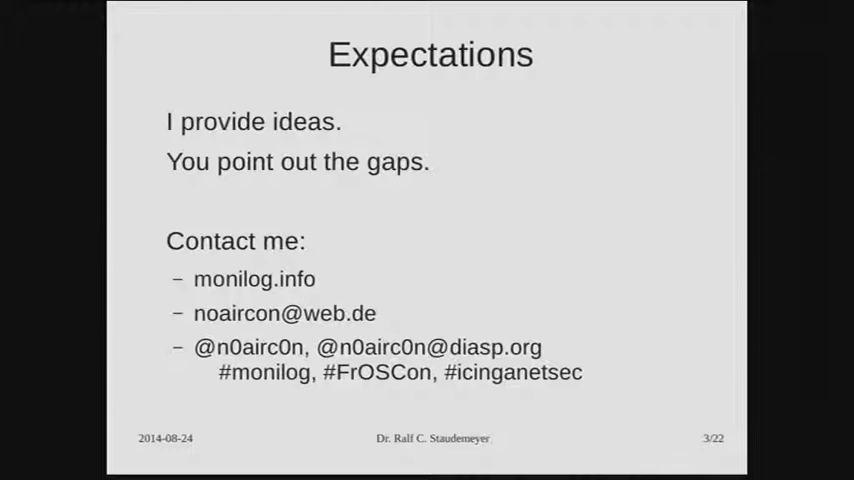 Expectations
I provide ideas.
You point out the gaps.
Contact me:
– monilog.info
– noaircon@web.de
– @n0airc0n, @n0airc0n@diasp.org
#monilog, #FrOSCon, #icinganetsec
2014-08-24
Dr. Ralf C. Staudemeyer
3/22